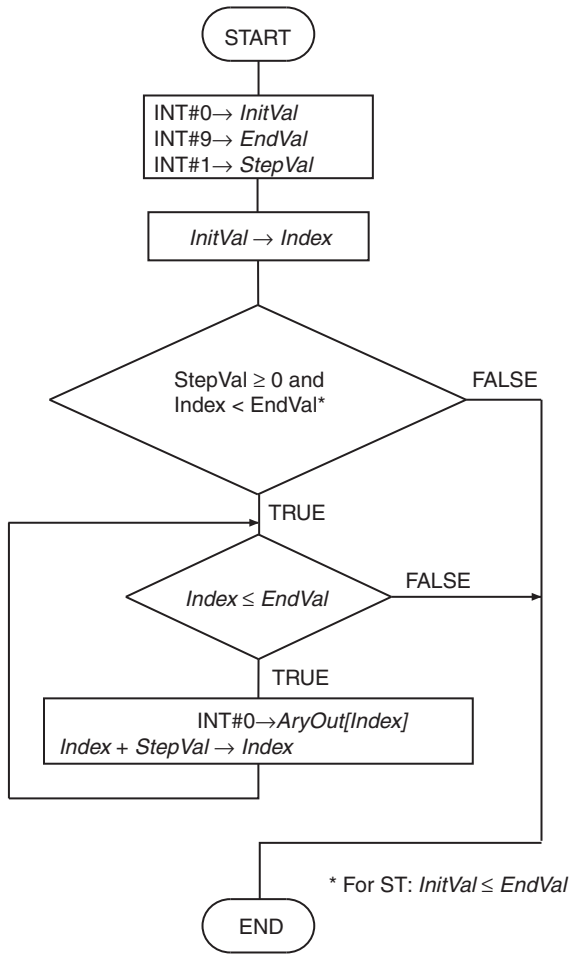 START
INT#0→ InitVal
INT#9→ EndVal
INT#1→ StepVal
InitVal → Index
StepVal ≥ 0 and
Index < EndVal*
FALSE
TRUE
Index ≤ EndVal
FALSE
TRUE
INT#0→AryOut[Index]
Index + StepVal → Index
* For ST: InitVal ≤ EndVal
END